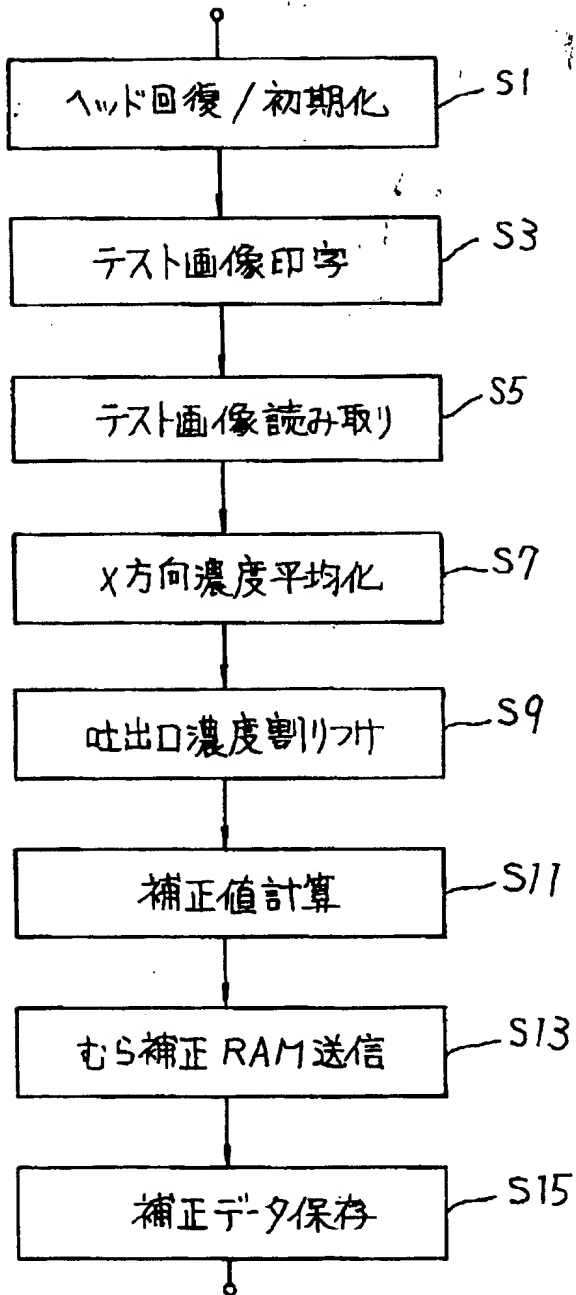 ヘッド回復/初期化 S1
テスト画像印字 S3
テスト画像読み取り S5
X方向濃度平均化 S7
吐出口濃度割りつけ S9
補正値計算 S11
むら補正RAM送信 S13
補正データ保存 S15